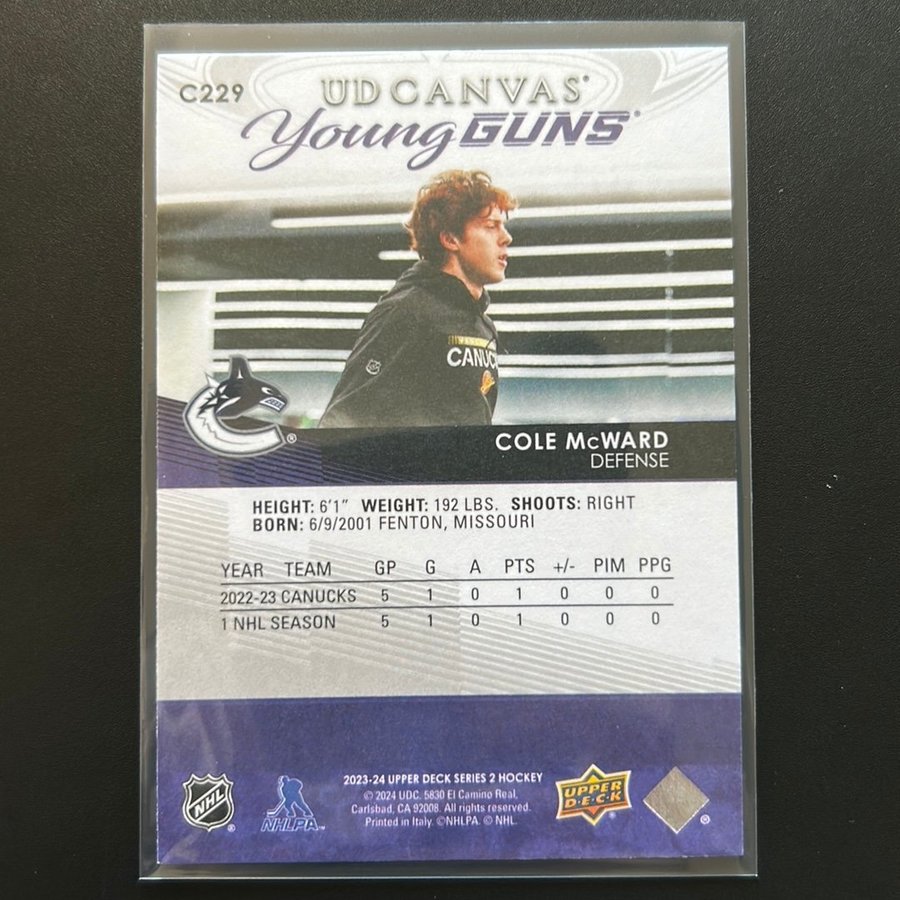 C229
UD CANVAS®
Young GUNS®
CANUC
®
COLE McWARD
DEFENSE
HEIGHT: 6'1" WEIGHT: 192 LBS. SHOOTS: RIGHT
BORN: 6/9/2001 FENTON, MISSOURI
YEAR TEAM GP G A PTS +/- PIM PPG
2022-23 CANUCKS 5 1 0 1 0 0 0
1 NHL SEASON 5 1 0 1 0 0 0
2023-24 UPPER DECK SERIES 2 HOCKEY
© 2024 UDC. 5830 El Camino Real,
Carlsbad, CA 92008. All rights reserved.
Printed in Italy. ©NHLPA. © NHL.
NHL®
NHLPA
UPPER DECK
®